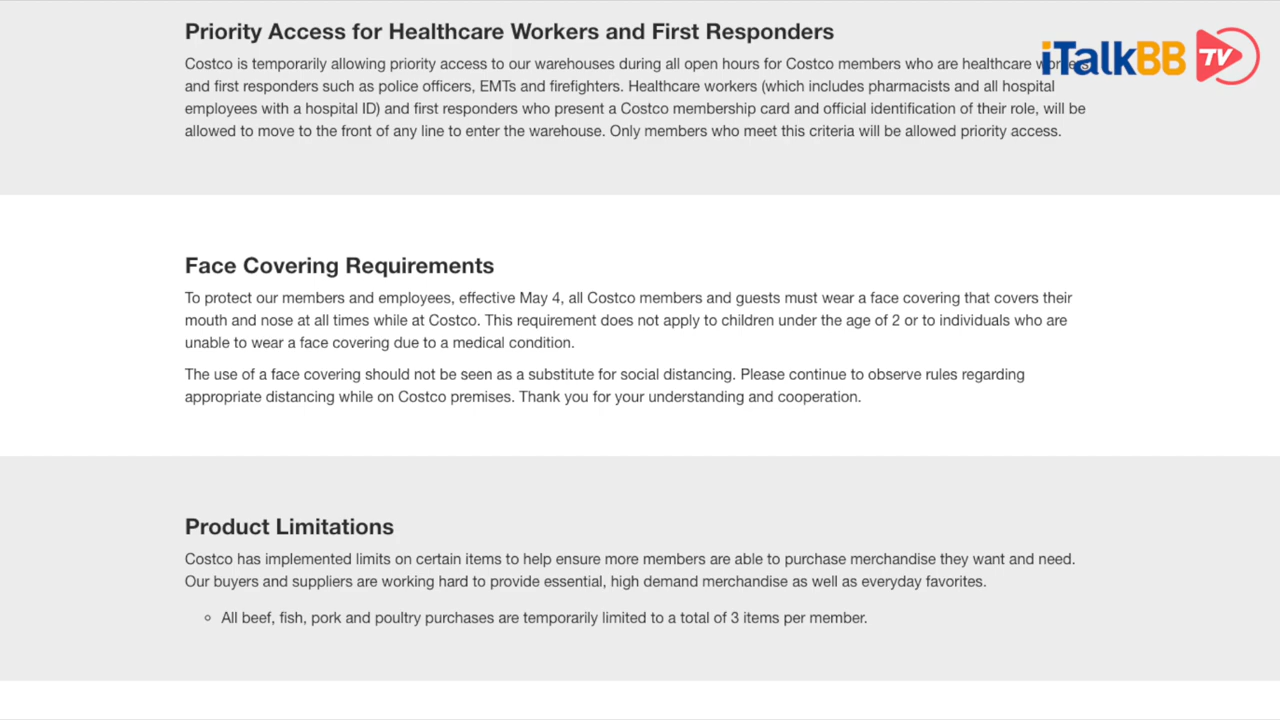 Priority Access for Healthcare Workers and First Responders
Costco is temporarily allowing priority access to our warehouses during all open hours for Costco members who are healthcare workers
and first responders such as police officers, EMTs and firefighters. Healthcare workers (which includes pharmacists and all hospital
employees with a hospital ID) and first responders who present a Costco membership card and official identification of their role, will be
allowed to move to the front of any line to enter the warehouse. Only members who meet this criteria will be allowed priority access.
iTalkBB TV
Face Covering Requirements
To protect our members and employees, effective May 4, all Costco members and guests must wear a face covering that covers their
mouth and nose at all times while at Costco. This requirement does not apply to children under the age of 2 or to individuals who are
unable to wear a face covering due to a medical condition.
The use of a face covering should not be seen as a substitute for social distancing. Please continue to observe rules regarding
appropriate distancing while on Costco premises. Thank you for your understanding and cooperation.
Product Limitations
Costco has implemented limits on certain items to help ensure more members are able to purchase merchandise they want and need.
Our buyers and suppliers are working hard to provide essential, high demand merchandise as well as everyday favorites.
All beef, fish, pork and poultry purchases are temporarily limited to a total of 3 items per member.